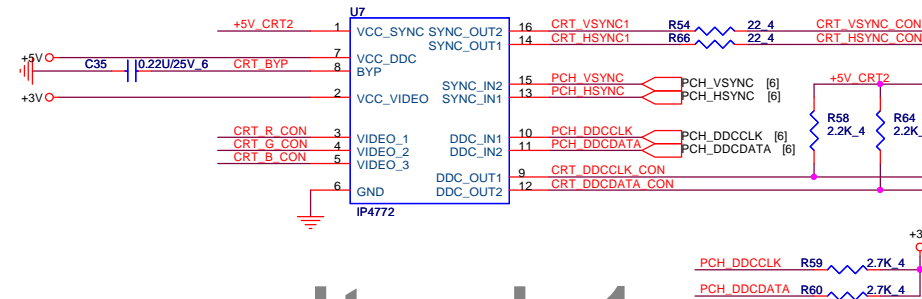 U7
+5V_CRT2 1 VCC_SYNC SYNC_OUT2 16 CRT_VSYNC1 R54 22_4 CRT_VSYNC_CON
SYNC_OUT1 14 CRT_HSYNC1 R66 22_4 CRT_HSYNC_CON
+5V 7 VCC_DDC
C35 0.22U/25V_6 CRT_BYP 8 BYP
SYNC_IN2 15 PCH_VSYNC PCH_VSYNC [6] +5V_CRT2
+3V 2 VCC_VIDEO SYNC_IN1 13 PCH_HSYNC PCH_HSYNC [6]
R58 R64
2.2K_4 2.2K_
CRT_R_CON 3 VIDEO_1 DDC_IN1 10 PCH_DDCCLK PCH_DDCCLK [6]
CRT_G_CON 4 VIDEO_2 DDC_IN2 11 PCH_DDCDATA PCH_DDCDATA [6]
CRT_B_CON 5 VIDEO_3
DDC_OUT1 9 CRT_DDCCLK_CON
6 GND DDC_OUT2 12 CRT_DDCDATA_CON
IP4772
+3
PCH_DDCCLK R59 2.7K_4
PCH_DDCDATA R60 2.7K_4